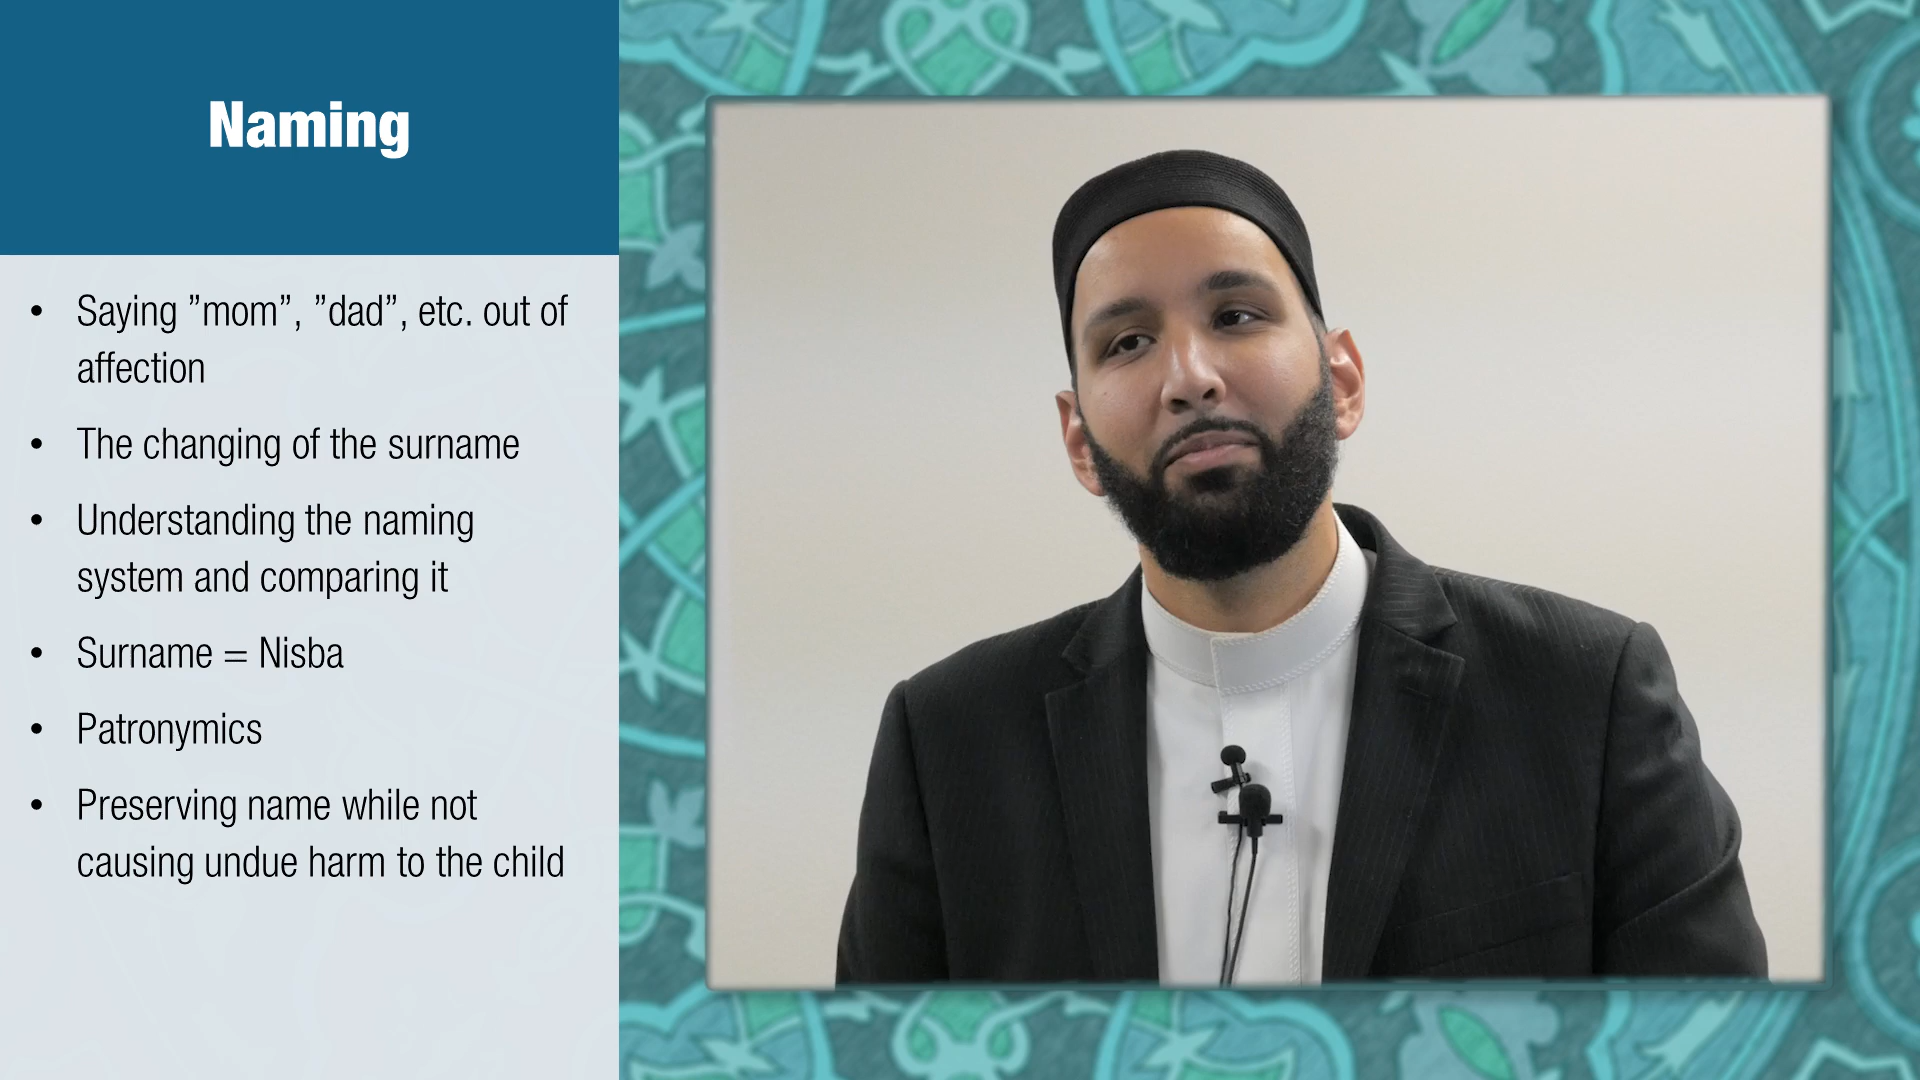 Naming
• Saying ”mom”, ”dad”, etc. out of
affection
• The changing of the surname
• Understanding the naming
system and comparing it
• Surname = Nisba
• Patronymics
• Preserving name while not
causing undue harm to the child